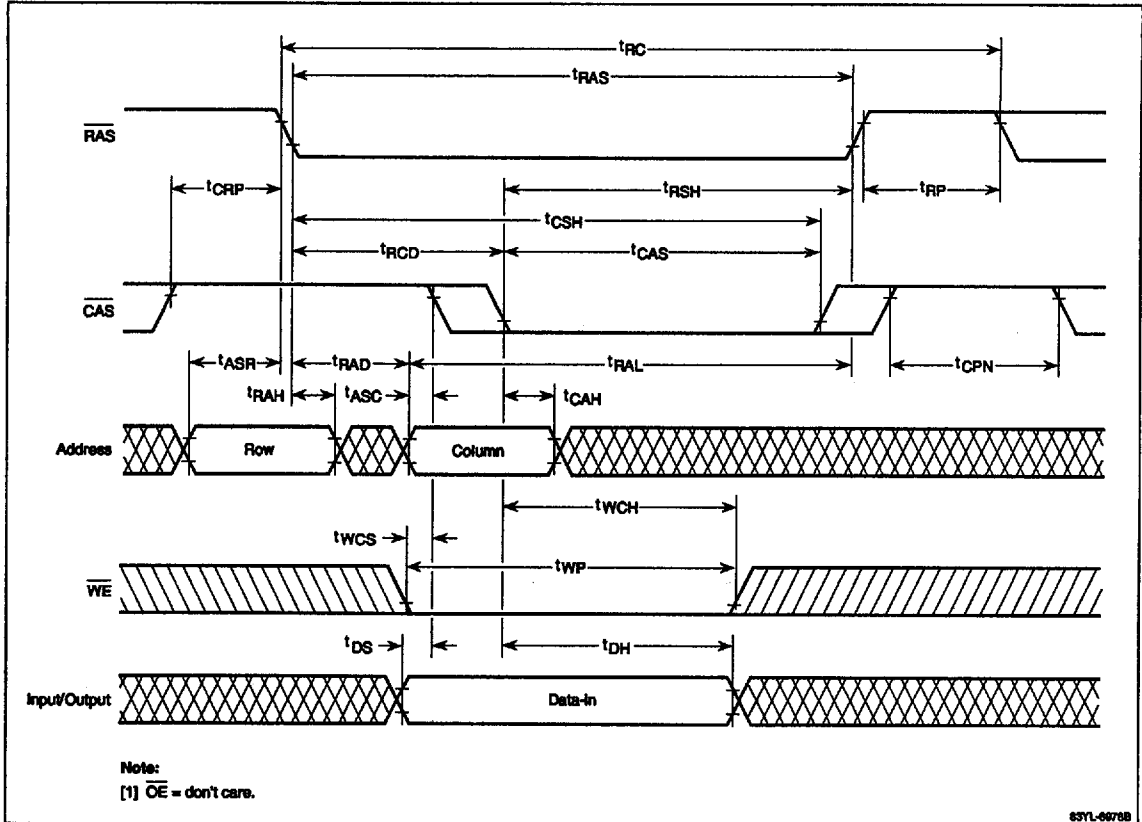 tRC
tRAS
RAS
tCRP
tRSH
tRP
tCSH
tRCD
tCAS
CAS
tASR
tRAD
tRAL
tCPN
tRAH
tASC
tCAH
Address
Row
Column
tWCH
tWCS
tWP
WE
tDS
tDH
Input/Output
Data-in
Note:
[1] OE = don't care.
83YL-6976B